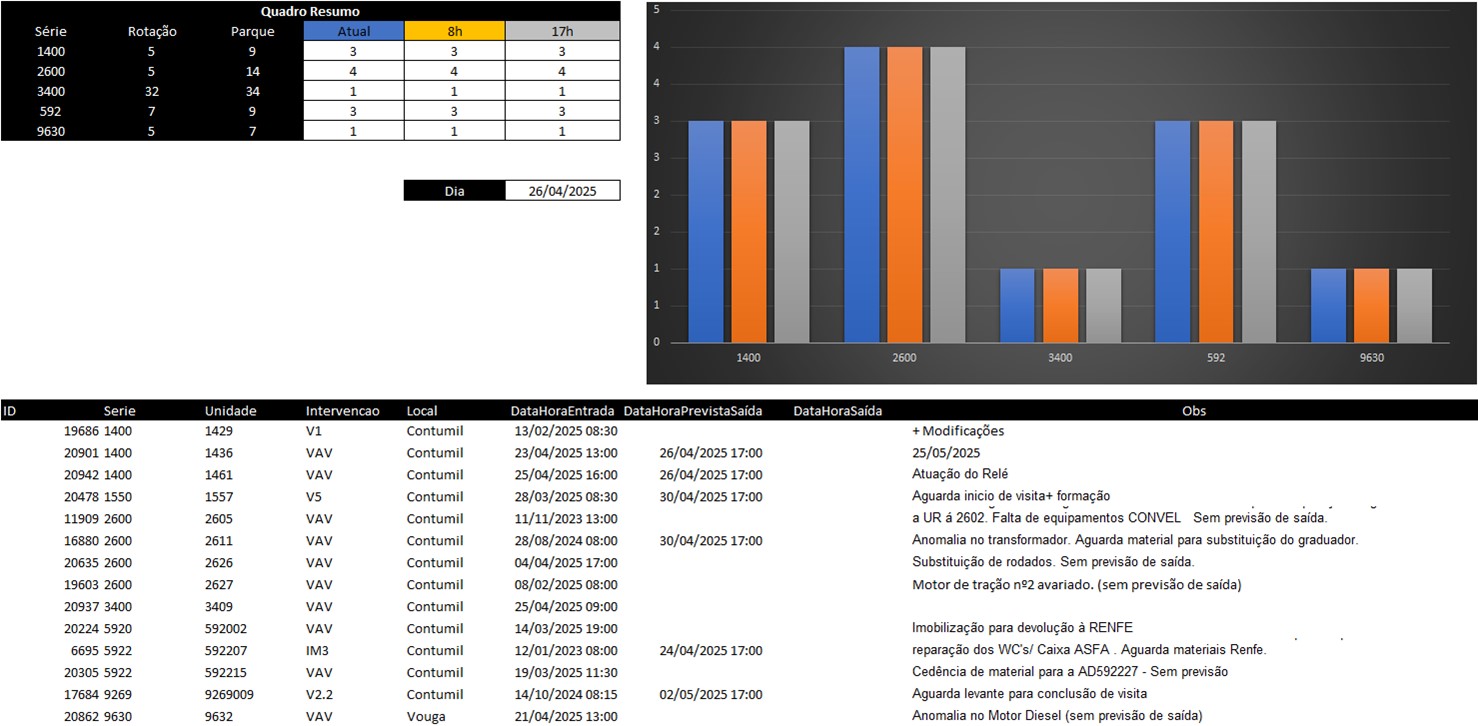 Quadro Resumo
Série Rotação Parque Atual 8h 17h
1400 5 9 3 3 3
2600 5 14 4 4 4
3400 32 34 1 1 1
592 7 9 3 3 3
9630 5 7 1 1 1
Dia 26/04/2025
5
4
4
3
3
2
2
1
1
0
1400 2600 3400 592 9630
ID Serie Unidade Intervencao Local DataHoraEntrada DataHoraPrevistaSaída DataHoraSaída Obs
19686 1400 1429 V1 Contumil 13/02/2025 08:30 + Modificações
20901 1400 1436 VAV Contumil 23/04/2025 13:00 26/04/2025 17:00 25/05/2025
20942 1400 1461 VAV Contumil 25/04/2025 16:00 26/04/2025 17:00 Atuação do Relé
20478 1550 1557 V5 Contumil 28/03/2025 08:30 30/04/2025 17:00 Aguarda inicio de visita+ formação
11909 2600 2605 VAV Contumil 11/11/2023 13:00 a UR á 2602. Falta de equipamentos CONVEL Sem previsão de saída.
16880 2600 2611 VAV Contumil 28/08/2024 08:00 30/04/2025 17:00 Anomalia no transformador. Aguarda material para substituição do graduador.
20635 2600 2626 VAV Contumil 04/04/2025 17:00 Substituição de rodados. Sem previsão de saída.
19603 2600 2627 VAV Contumil 08/02/2025 08:00 Motor de tração nº2 avariado. (sem previsão de saída)
20937 3400 3409 VAV Contumil 25/04/2025 09:00
20224 5920 592002 VAV Contumil 14/03/2025 19:00 Imobilização para devolução à RENFE
6695 5922 592207 IM3 Contumil 12/01/2023 08:00 24/04/2025 17:00 reparação dos WC's/ Caixa ASFA . Aguarda materiais Renfe.
20305 5922 592215 VAV Contumil 19/03/2025 11:30 Cedência de material para a AD592227 - Sem previsão
17684 9269 9269009 V2.2 Contumil 14/10/2024 08:15 02/05/2025 17:00 Aguarda levante para conclusão de visita
20862 9630 9632 VAV Vouga 21/04/2025 13:00 Anomalia no Motor Diesel (sem previsão de saída)